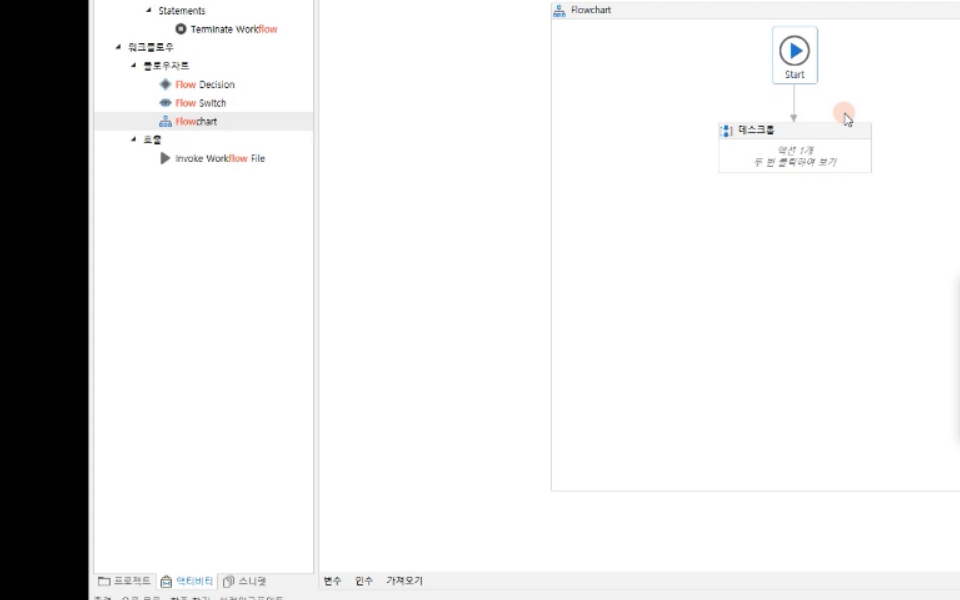 Statements
Terminate Workflow
워크플로우
플로우차트
Flow Decision
Flow Switch
Flowchart
호출
Invoke Workflow File
프로젝트 액티비티 스니펫
Flowchart
Start
데스크톱
액션 1개
두 번 클릭하여 보기
변수 인수 가져오기